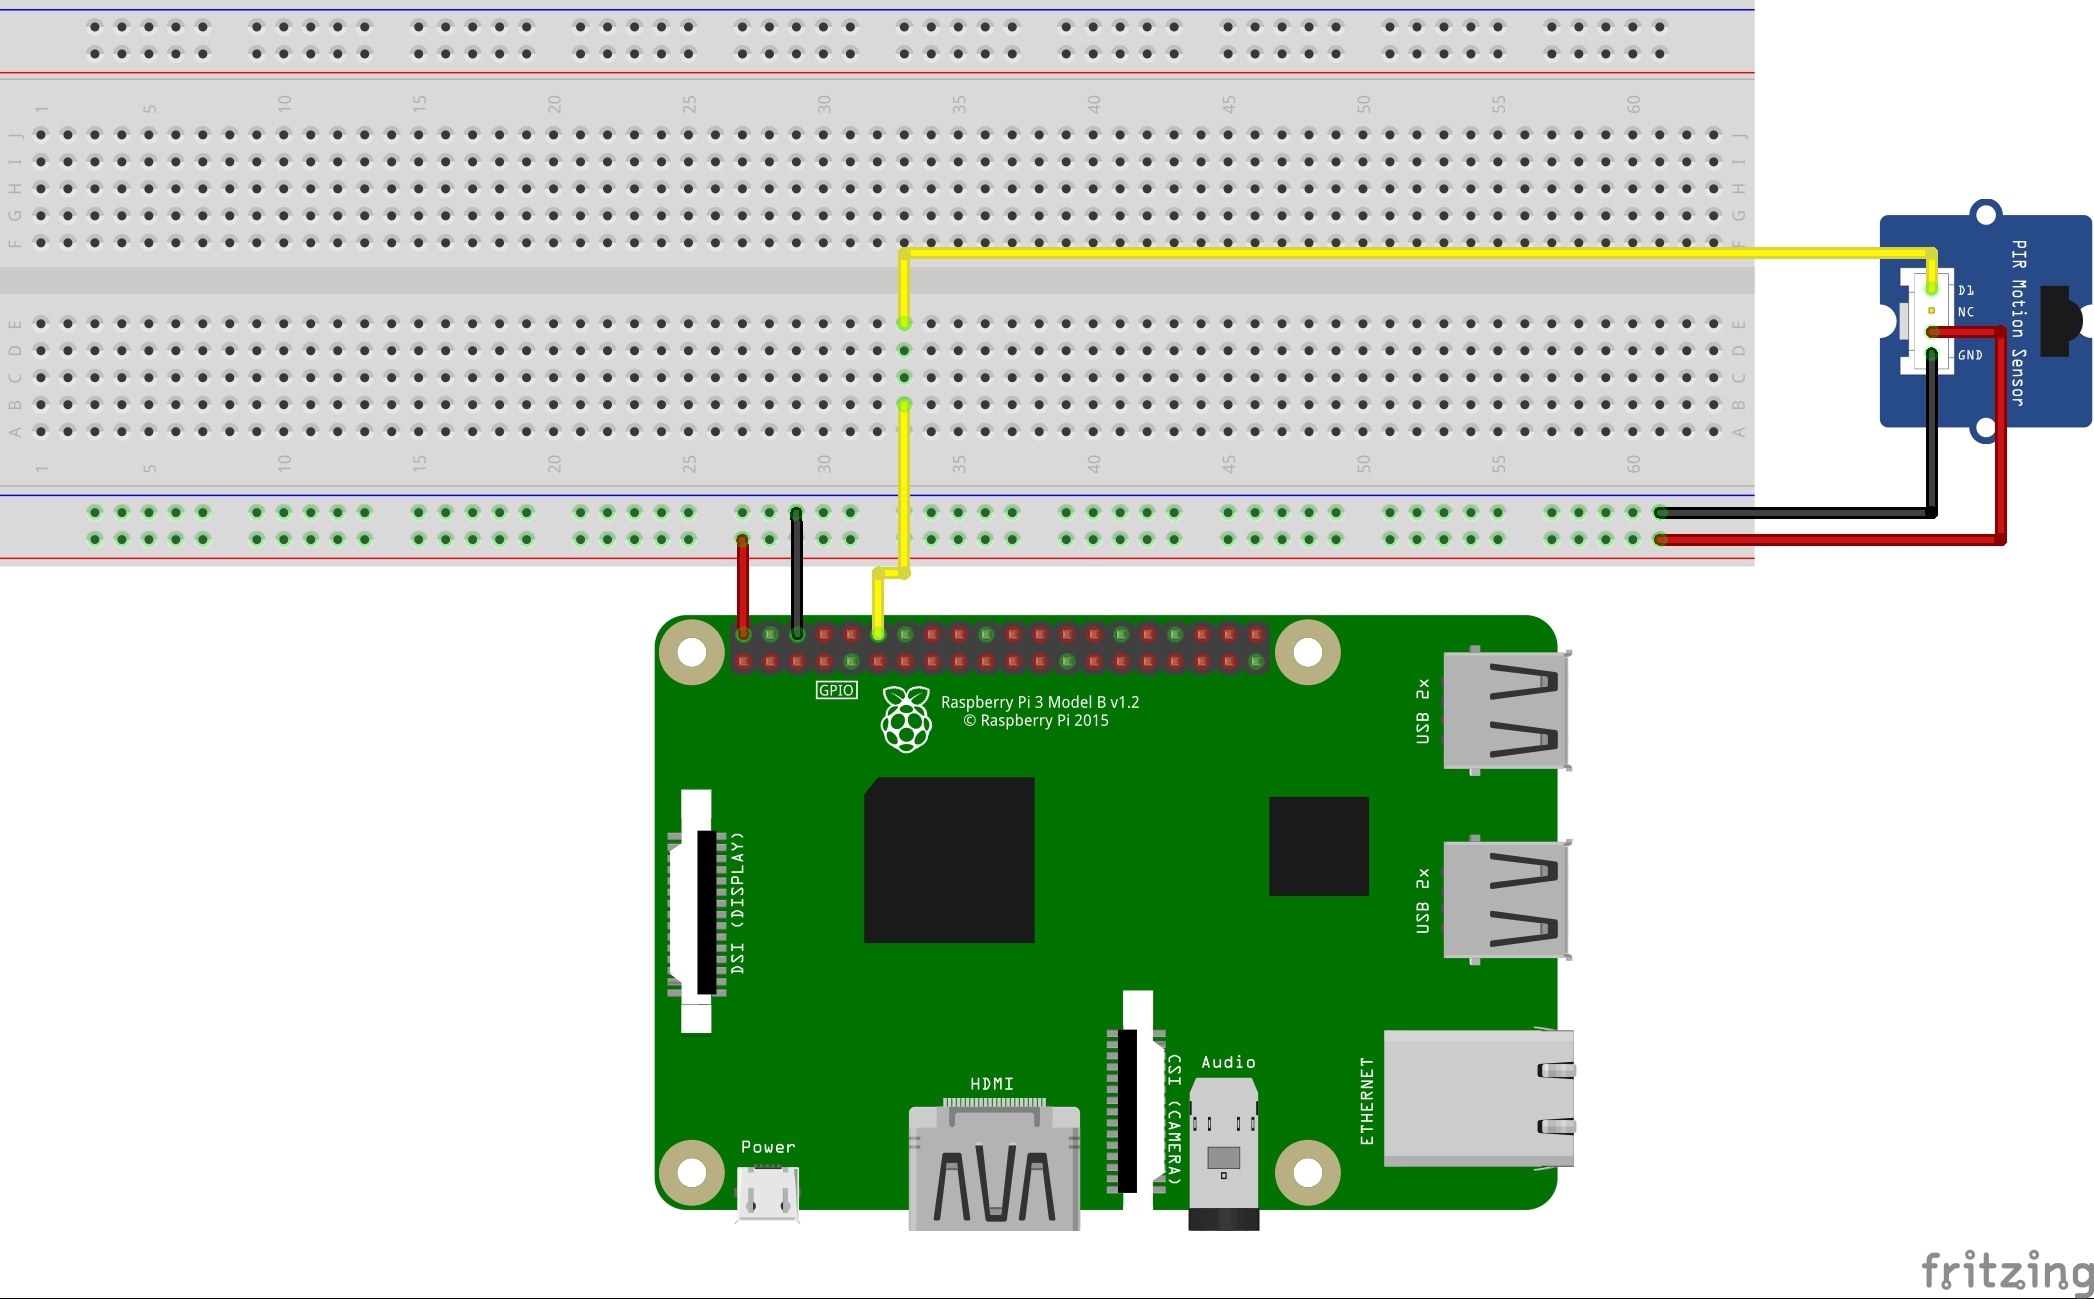 1 5 10 15 20 25 30 35 40 45 50 55 60
J J
I I
H H
G G
F F
E E
D D
C C
B B
A A
1 5 10 15 20 25 30 35 40 45 50 55 60
D1
NC
GND
PIR Motion Sensor
GPIO
Raspberry Pi 3 Model B v1.2
© Raspberry Pi 2015
USB 2x
USB 2x
DSI (DISPLAY)
HDMI
CSI (CAMERA)
Audio
ETHERNET
Power
fritzing